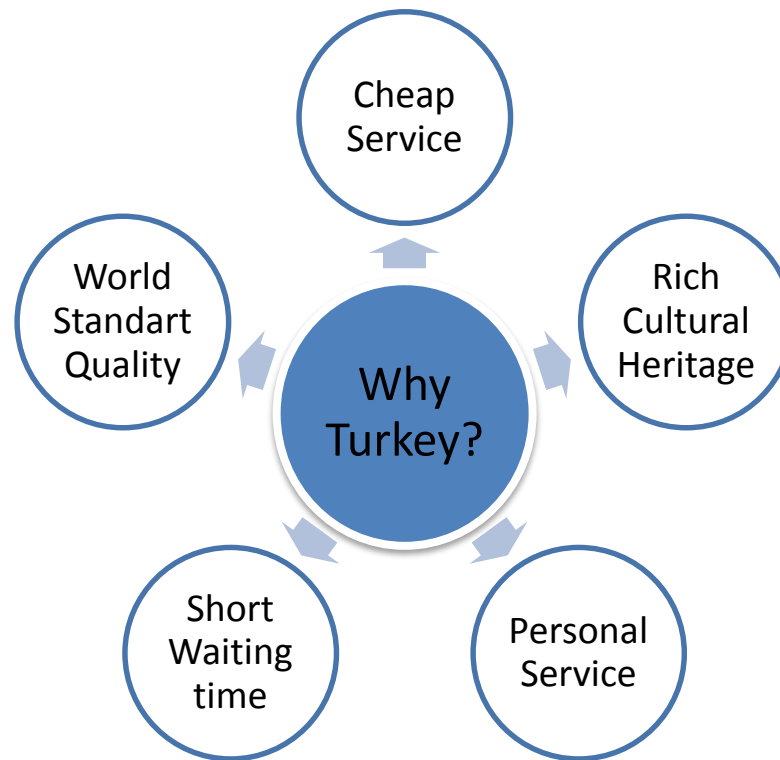 Cheap
Service
World
Standart
Quality
Rich
Cultural
Heritage
Why
Turkey?
Short
Waiting
time
Personal
Service